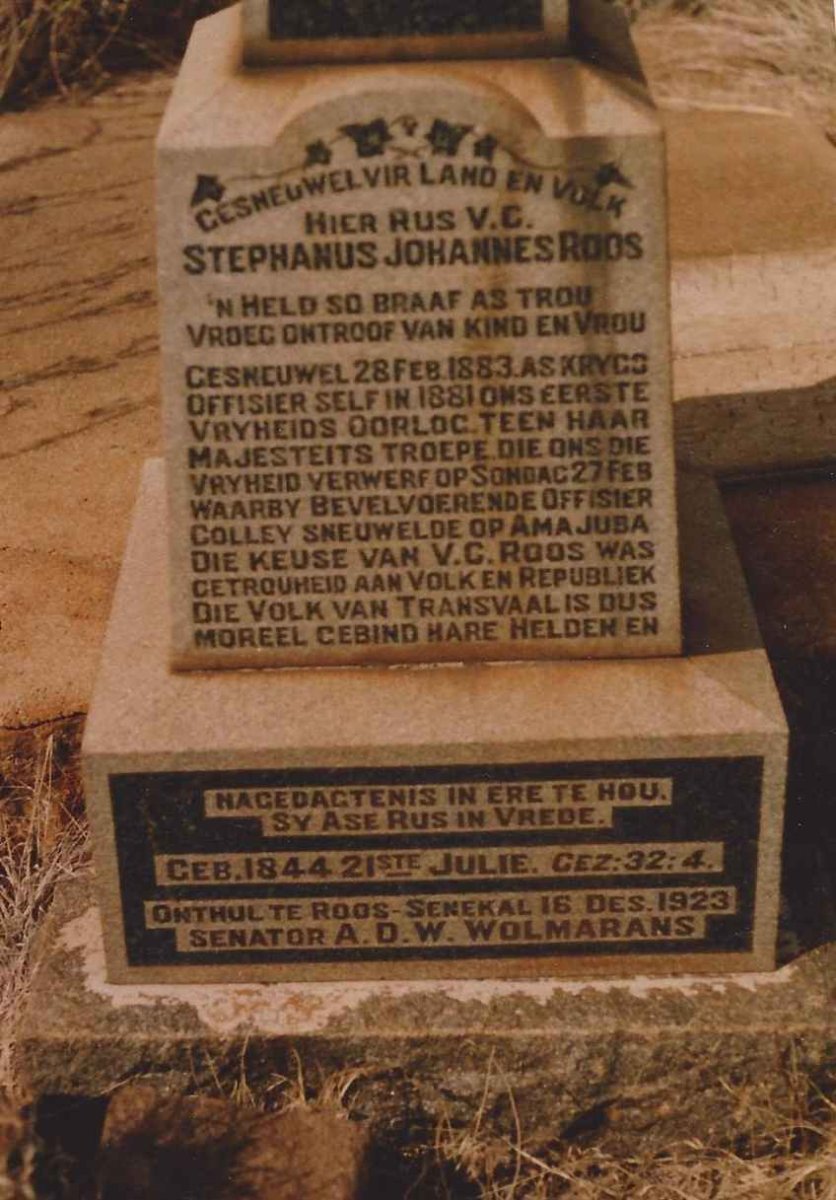 GESNEUWEL VIR LAND EN VOLK
HIER RUS V.C.
STEPHANUS JOHANNES ROOS
'N HELD SO BRAAF AS TROU
VROEG ONTROOF VAN KIND EN VROU
GESNEUWEL 28 FEB. 1883. AS KRYGS
OFFISIER SELF IN 1881 ONS EERSTE
VRYHEIDS OORLOG. TEEN HAAR
MAJESTEITS TROEPE. DIE ONS DIE
VRYHEID VERWERF OP SONDAG 27 FEB
WAARBY BEVELVOERENDE OFFISIER
COLLEY SNEUWELDE OP AMAJUBA
DIE KEUSE VAN V.C. ROOS WAS
GETROUHEID AAN VOLK EN REPUBLIEK
DIE VOLK VAN TRANSVAAL IS DUS
MOREEL GEBIND HARE HELDEN EN
NAGEDAGTENIS IN ERE TE HOU.
SY ASE RUS IN VREDE.
GEB. 1844 21STE JULIE. GEZ: 32: 4.
ONTHUL TE ROOS-SENEKAL 16 DES. 1923
SENATOR A.D.W. WOLMARANS